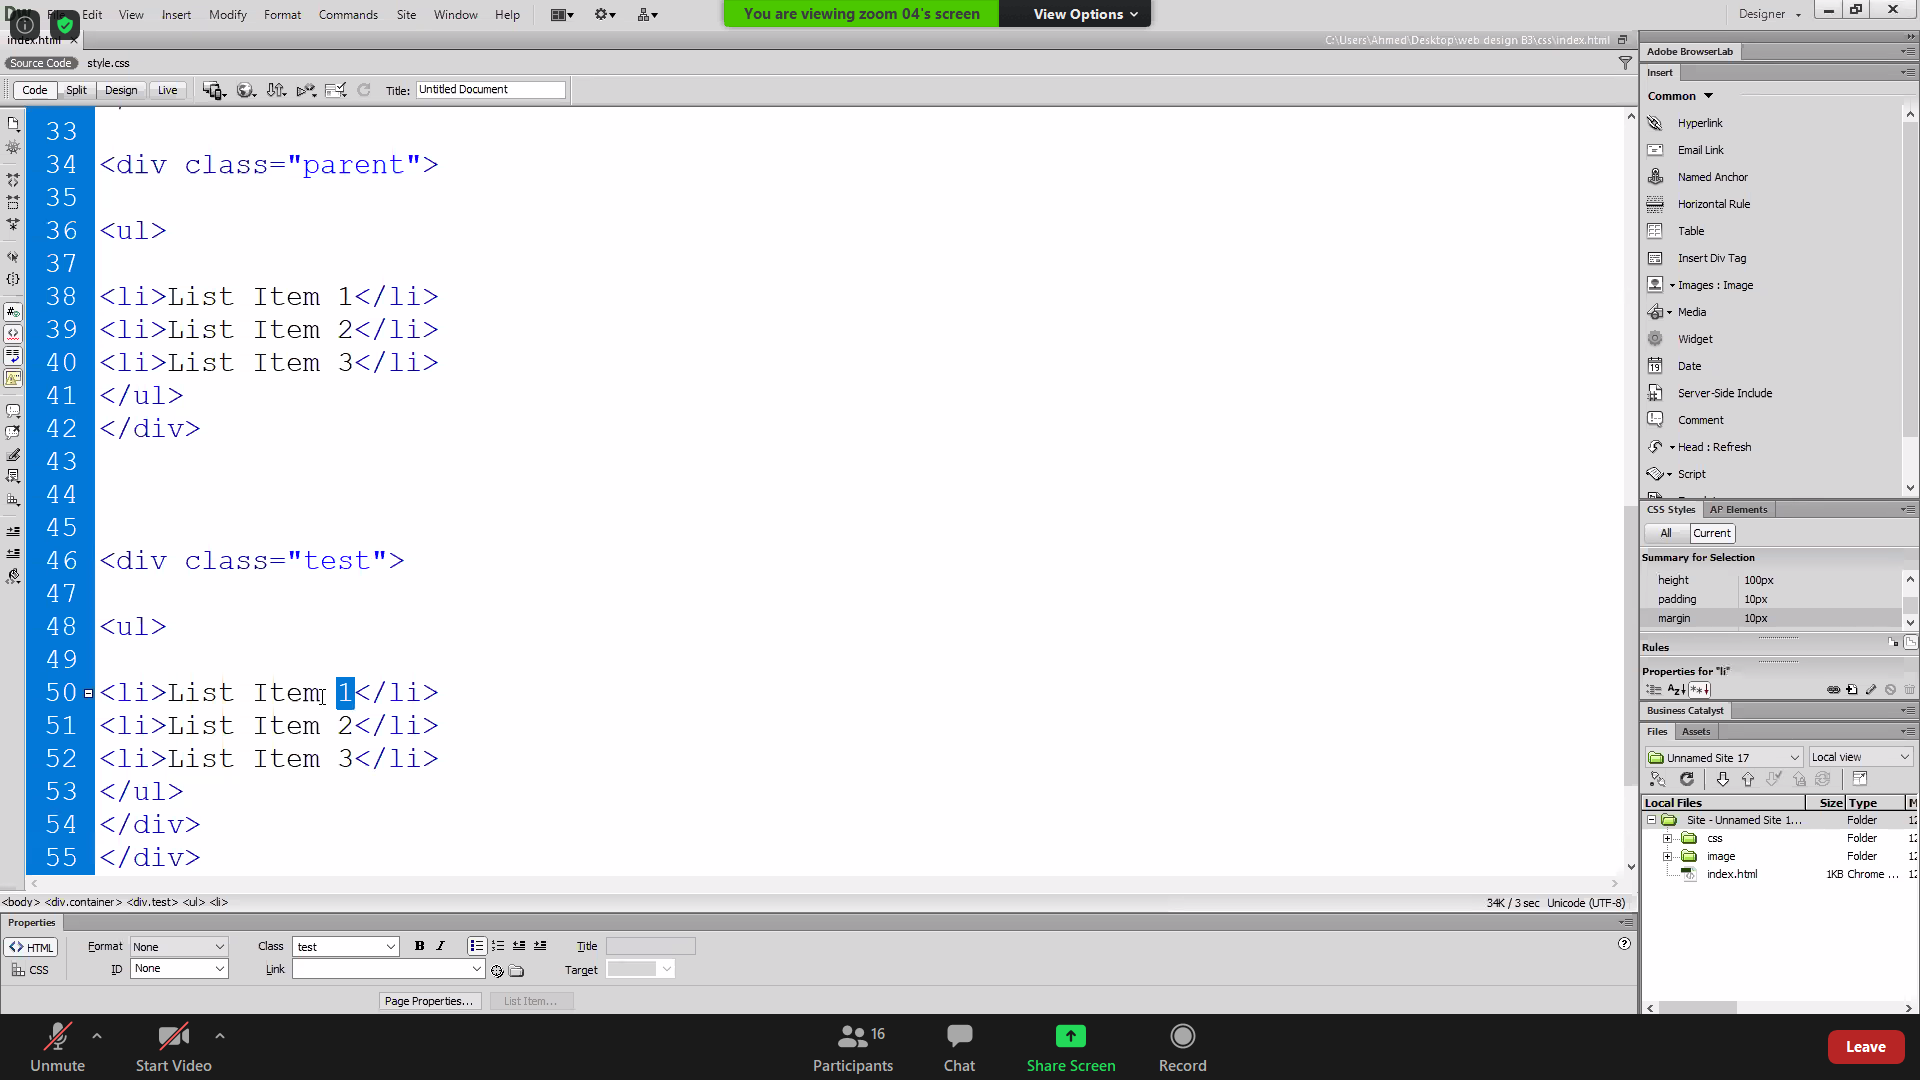 Edit View Insert Modify Format Commands Site Window Help
You are viewing zoom 04's screen
View Options
Designer
index.html
C:\Users\Ahmed\Desktop\web design B3\css\index.html
Source Code style.css
Code Split Design Live Title: Untitled Document
33
34 <div class="parent">
35
36 <ul>
37
38 <li>List Item 1</li>
39 <li>List Item 2</li>
40 <li>List Item 3</li>
41 </ul>
42 </div>
43
44
45
46 <div class="test">
47
48 <ul>
49
50 <li>List Item 1</li>
51 <li>List Item 2</li>
52 <li>List Item 3</li>
53 </ul>
54 </div>
55 </div>
<body> <div.container> <div.test> <ul> <li>
34K / 3 sec Unicode (UTF-8)
Properties
HTML Format None Class test B I Title
CSS ID None Link Target
Page Properties... List Item...
Adobe BrowserLab
Insert
Common
Hyperlink
Email Link
Named Anchor
Horizontal Rule
Table
Insert Div Tag
Images : Image
Media
Widget
Date
Server-Side Include
Comment
Head : Refresh
Script
CSS Styles AP Elements
All Current
Summary for Selection
height 100px
padding 10px
margin 10px
Rules
Properties for "li"
Business Catalyst
Files Assets
Unnamed Site 17 Local view
Local Files Size Type M
Site - Unnamed Site 1... Folder 12
css Folder 12
image Folder 12
index.html 1KB Chrome ... 12
Unmute
Start Video
16
Participants
Chat
Share Screen
Record
Leave